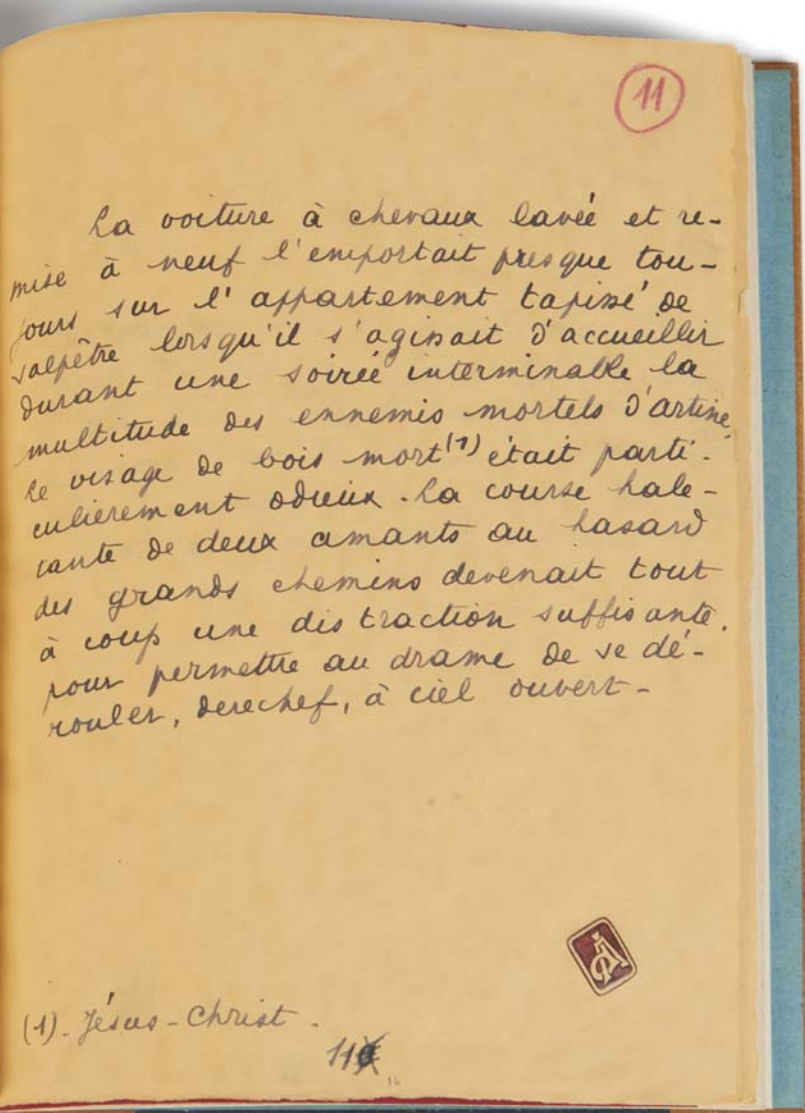 11
La voiture à chevaux lavée et re-
mise à neuf l'emportait presque tou-
jours sur l'appartement tapissé de
salpêtre lorsqu'il s'agissait d'accueillir
durant une soirée interminable la
multitude des ennemis mortels d'artine.
Le visage de bois mort (1) était parti-
culièrement odieux. La course hale-
tante de deux amants au hasard
des grands chemins devenait tout
à coup une distraction suffisante.
pour permettre au drame de se dé-
rouler, derechef, à ciel ouvert-
(1). Jésus-Christ.
11
16